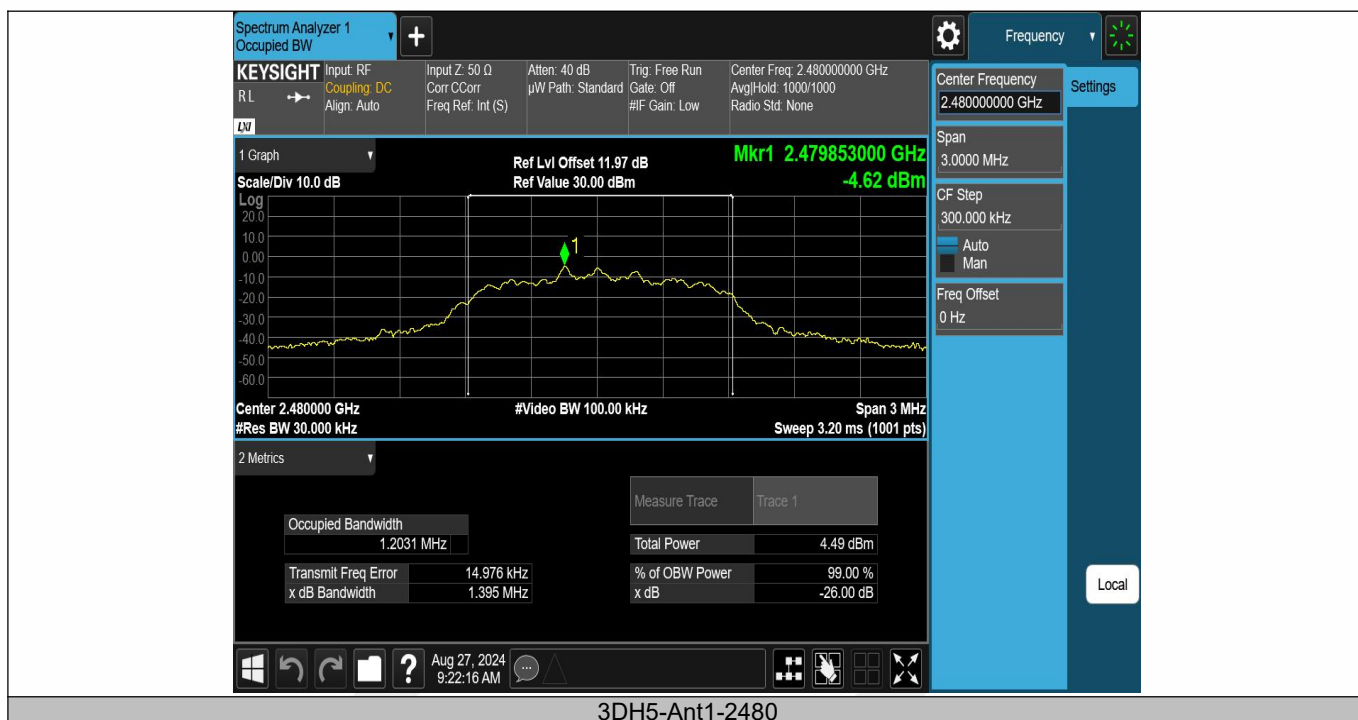 Spectrum Analyzer 1
Occupied BW
Frequency
KEYSIGHT
R L
LXI
Input: RF
Coupling: DC
Align: Auto
Input Z: 50 Ω
Corr CCorr
Freq Ref: Int (S)
Atten: 40 dB
µW Path: Standard
Trig: Free Run
Gate: Off
#IF Gain: Low
Center Freq: 2.480000000 GHz
Avg|Hold: 1000/1000
Radio Std: None
Center Frequency
2.480000000 GHz
Settings
Span
3.0000 MHz
CF Step
300.000 kHz
Auto
Man
Freq Offset
0 Hz
Local
1 Graph
Scale/Div 10.0 dB
Ref Lvl Offset 11.97 dB
Ref Value 30.00 dBm
Mkr1 2.479853000 GHz
-4.62 dBm
Log
20.0
10.0
0.00
-10.0
-20.0
-30.0
-40.0
-50.0
-60.0
1
Center 2.480000 GHz
#Res BW 30.000 kHz
#Video BW 100.00 kHz
Span 3 MHz
Sweep 3.20 ms (1001 pts)
2 Metrics
Measure Trace Trace 1
Occupied Bandwidth
1.2031 MHz
Total Power 4.49 dBm
Transmit Freq Error 14.976 kHz
% of OBW Power 99.00 %
x dB Bandwidth 1.395 MHz
x dB -26.00 dB
?
Aug 27, 2024
9:22:16 AM
3DH5-Ant1-2480